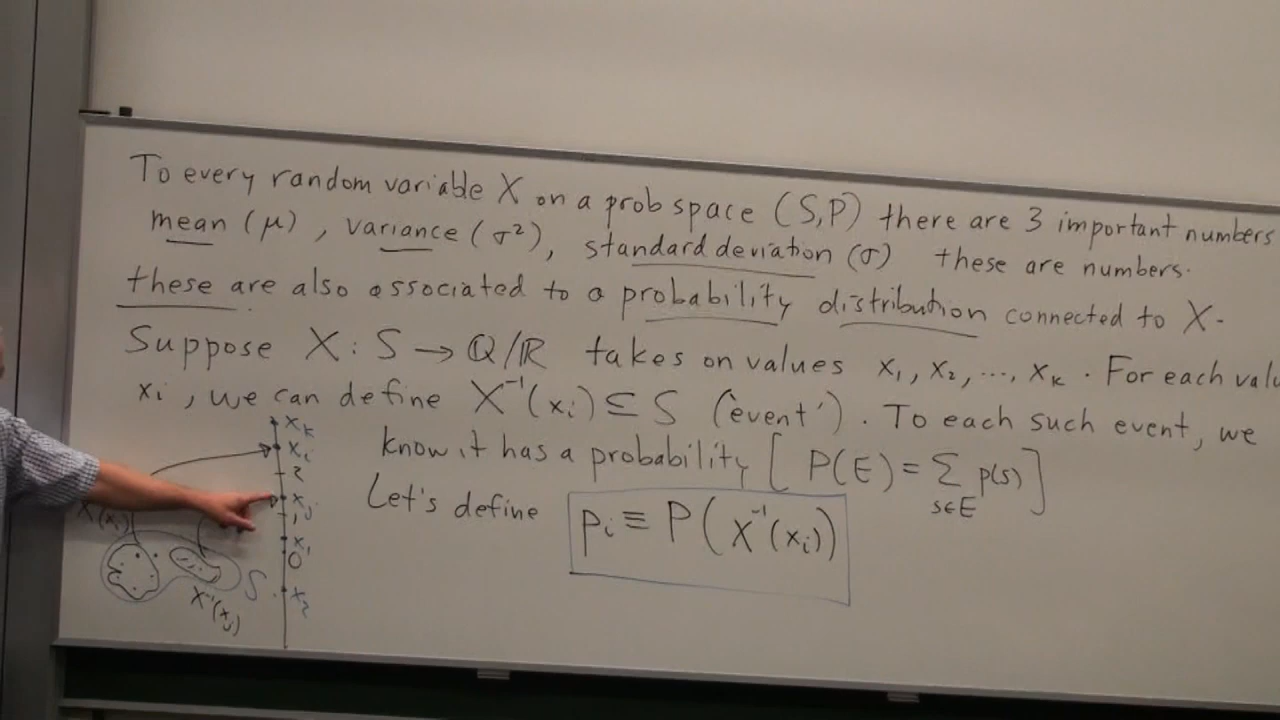 To every random variable X on a prob space (S,P) there are 3 important numbers
mean (μ), variance (σ²), standard deviation (σ) these are numbers.
these are also associated to a probability distribution connected to X.
Suppose X : S → ℚ/ℝ takes on values x₁, x₂, ..., xₖ. For each
xᵢ, we can define X⁻¹(xᵢ) ⊆ S ('event'). To each such event, we
know it has a probability [ P(E) = Σ_{s∈E} p(s) ]
Let's define pᵢ ≡ P(X⁻¹(xᵢ))
xₖ
xᵢ
2
xⱼ
1
x₁
0
x₂
S
X⁻¹(xⱼ)